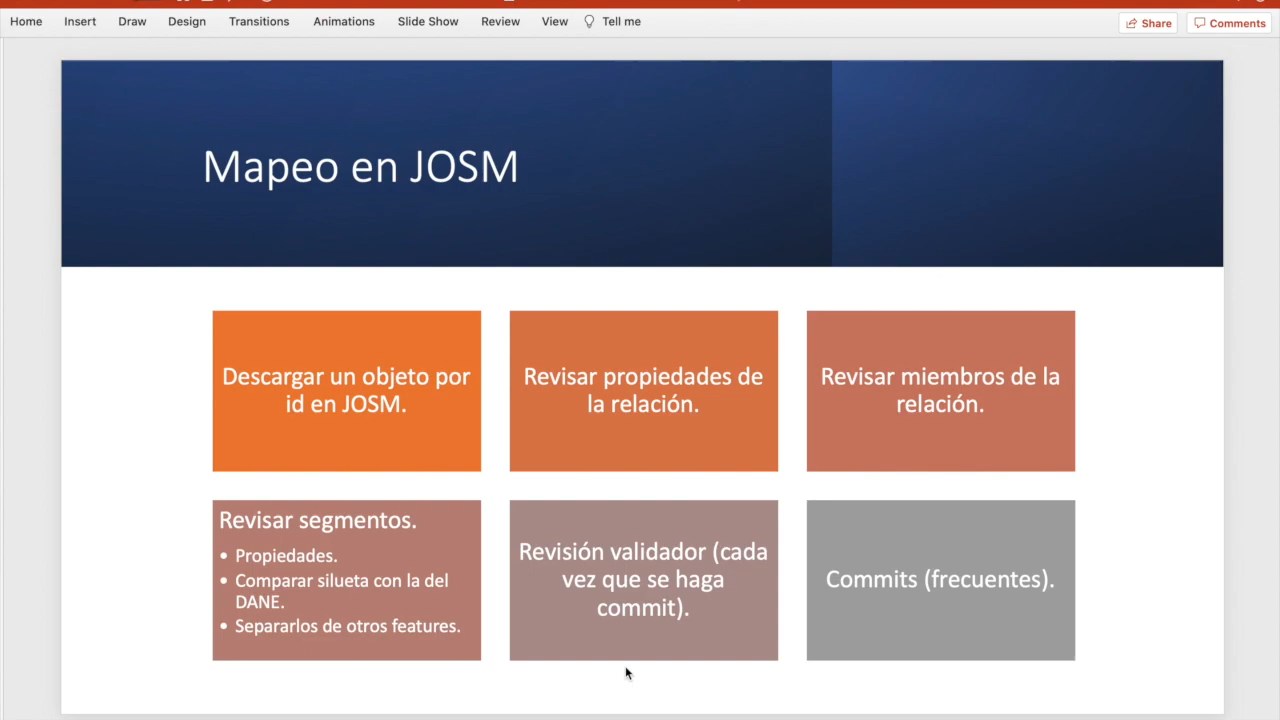 Home Insert Draw Design Transitions Animations Slide Show Review View Tell me Share Comments
Mapeo en JOSM
Descargar un objeto por
id en JOSM.
Revisar propiedades de
la relación.
Revisar miembros de la
relación.
Revisar segmentos.
• Propiedades.
• Comparar silueta con la del
DANE.
• Separarlos de otros features.
Revisión validador (cada
vez que se haga
commit).
Commits (frecuentes).